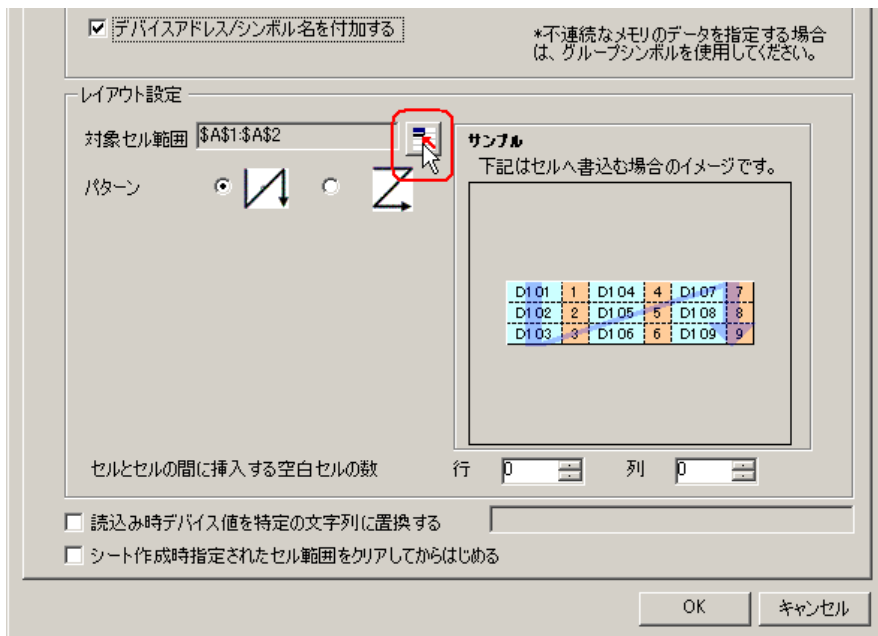 デバイスアドレス/シンボル名を付加する
*不連続なメモリのデータを指定する場合
は、グループシンボルを使用してください。
レイアウト設定
対象セル範囲 $A$1:$A$2
サンプル
下記はセルへ書込む場合のイメージです。
パターン
D101 1 D104 4 D107 7
D102 2 D105 5 D108 8
D103 3 D106 6 D109 9
セルとセルの間に挿入する空白セルの数 行 0 列 0
読込み時デバイス値を特定の文字列に置換する
シート作成時指定されたセル範囲をクリアしてからはじめる
OK キャンセル